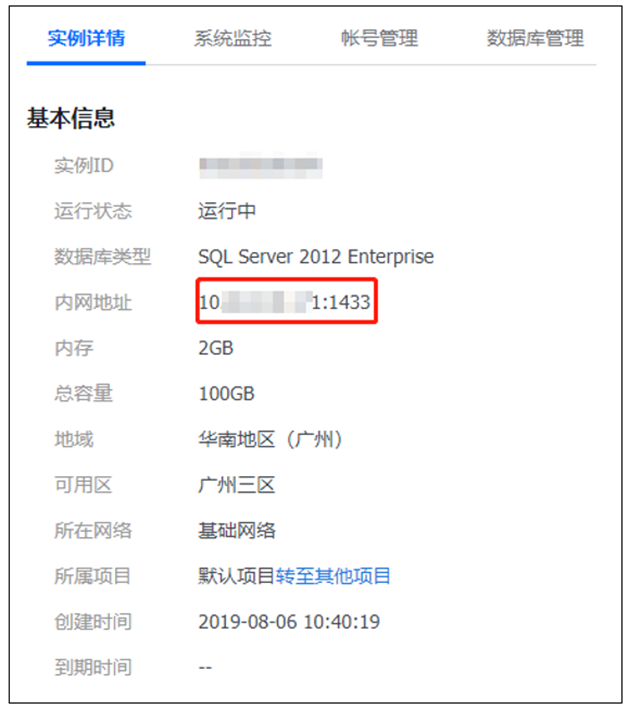 实例详情 系统监控 帐号管理 数据库管理
基本信息
实例ID
运行状态 运行中
数据库类型 SQL Server 2012 Enterprise
内网地址 10 1:1433
内存 2GB
总容量 100GB
地域 华南地区（广州）
可用区 广州三区
所在网络 基础网络
所属项目 默认项目转至其他项目
创建时间 2019-08-06 10:40:19
到期时间 --